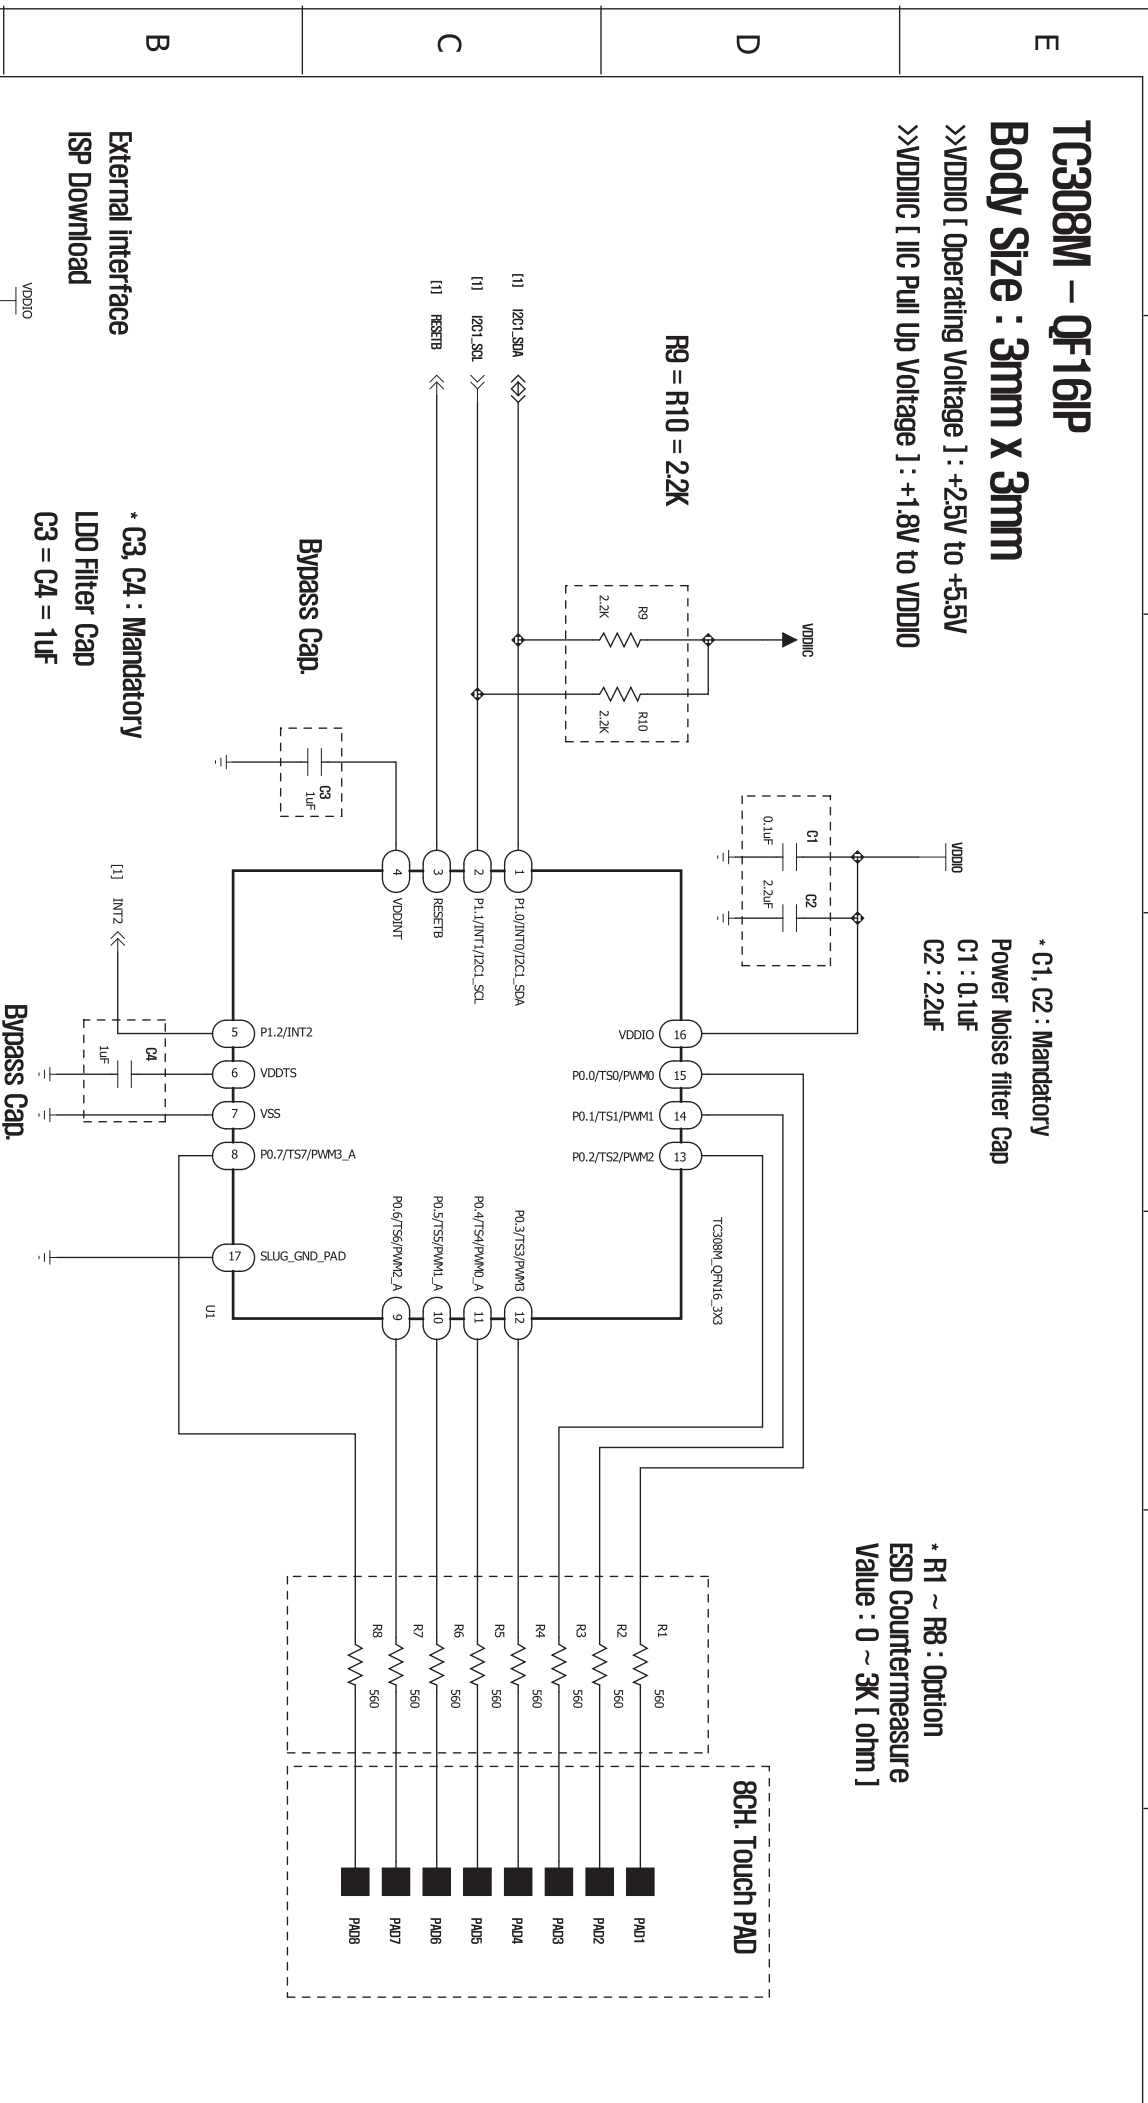 E
D
C
B
TC308M – QF16IP
Body Size : 3mm x 3mm
>>VDDIO [ Operating Voltage ] : +2.5V to +5.5V
>>VDDIIC [ IIC Pull Up Voltage ] : +1.8V to VDDIO
* C1, C2 : Mandatory
Power Noise filter Cap
C1 : 0.1uF
C2 : 2.2uF
* R1 ~ R8 : Option
ESD Countermeasure
Value : 0 ~ 3K [ ohm ]
VDDIO
C1
0.1uF
C2
2.2uF
VDDIIC
R9 = R10 = 2.2K
R9
2.2K
R10
2.2K
[1] I2C1_SDA
[1] I2C1_SCL
[1] RESETB
1
P1.0/INT0/I2C1_SDA
2
P1.1/INT1/I2C1_SCL
3
RESETB
4
VDDINT
VDDIO
16
P0.0/TS0/PWM0
15
P0.1/TS1/PWM1
14
P0.2/TS2/PWM2
13
TC308M_QFN16_3X3
P0.3/TS3/PWM3
12
P0.4/TS4/PWM0_A
11
P0.5/TS5/PWM1_A
10
P0.6/TS6/PWM2_A
9
5
P1.2/INT2
6
VDDTS
7
VSS
8
P0.7/TS7/PWM3_A
17
SLUG_GND_PAD
U1
8CH. Touch PAD
R1
560
PAD1
R2
560
PAD2
R3
560
PAD3
R4
560
PAD4
R5
560
PAD5
R6
560
PAD6
R7
560
PAD7
R8
560
PAD8
Bypass Cap.
C3
1uF
[1] INT2
C4
1uF
Bypass Cap.
* C3, C4 : Mandatory
LDO Filter Cap
C3 = C4 = 1uF
External interface
ISP Download
VDDIO